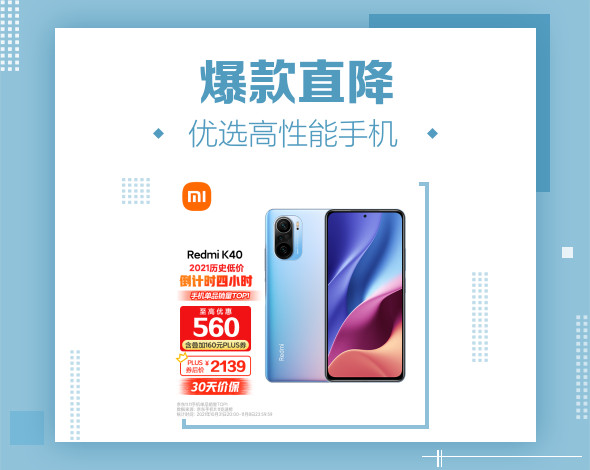 爆款直降
优选高性能手机
mi
Redmi K40
2021历史低价
倒计时四小时
手机单品销量TOP1
至高优惠
560
含叠加160元PLUS券
PLUS ¥
券后价 2139
30天价保
Redmi